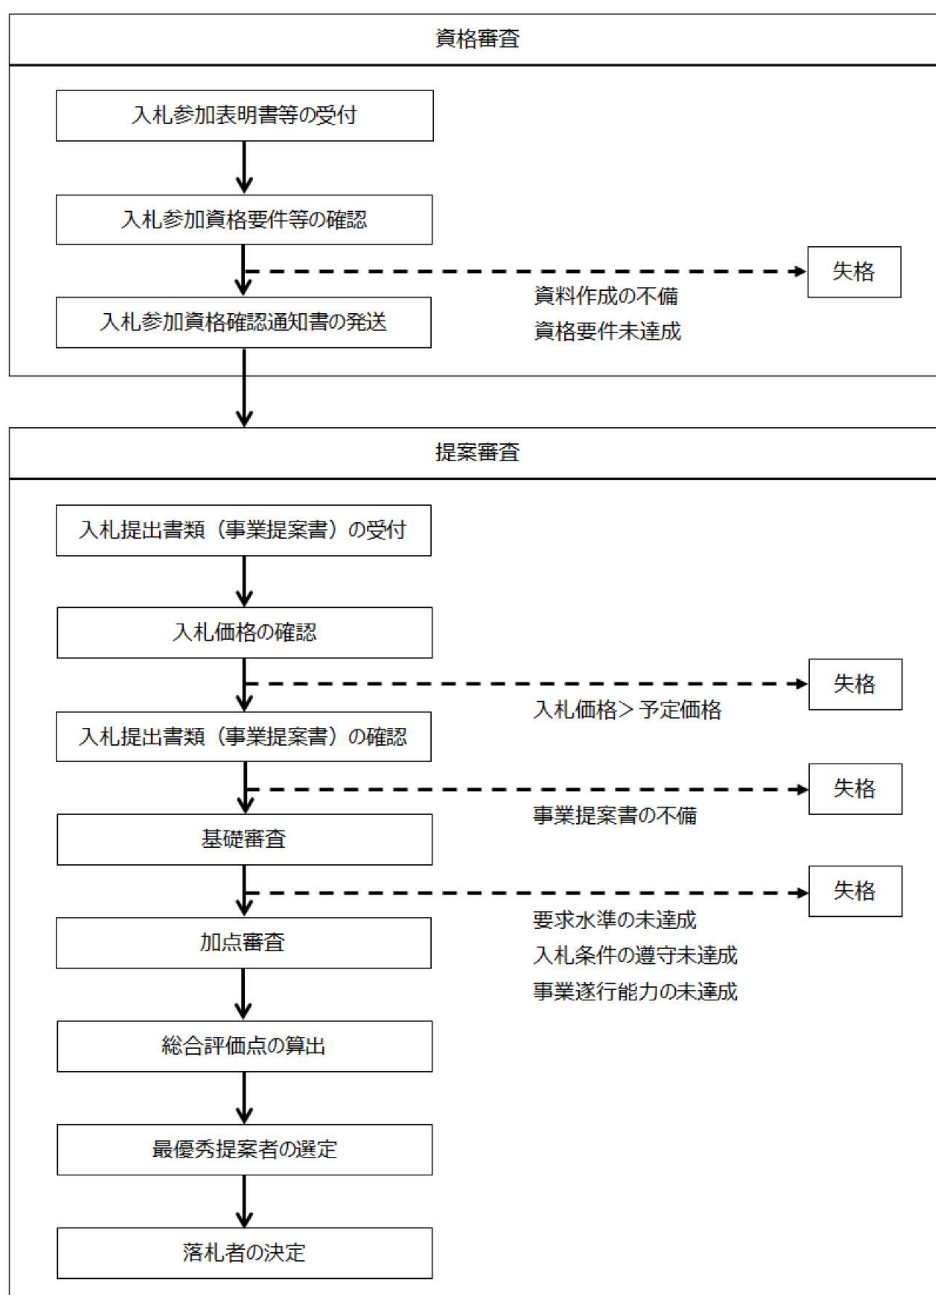 資格審査
入札参加表明書等の受付
入札参加資格要件等の確認
失格
資料作成の不備
資格要件未達成
入札参加資格確認通知書の発送
提案審査
入札提出書類（事業提案書）の受付
入札価格の確認
失格
入札価格＞予定価格
入札提出書類（事業提案書）の確認
失格
事業提案書の不備
基礎審査
失格
要求水準の未達成
入札条件の遵守未達成
事業遂行能力の未達成
加点審査
総合評価点の算出
最優秀提案者の選定
落札者の決定